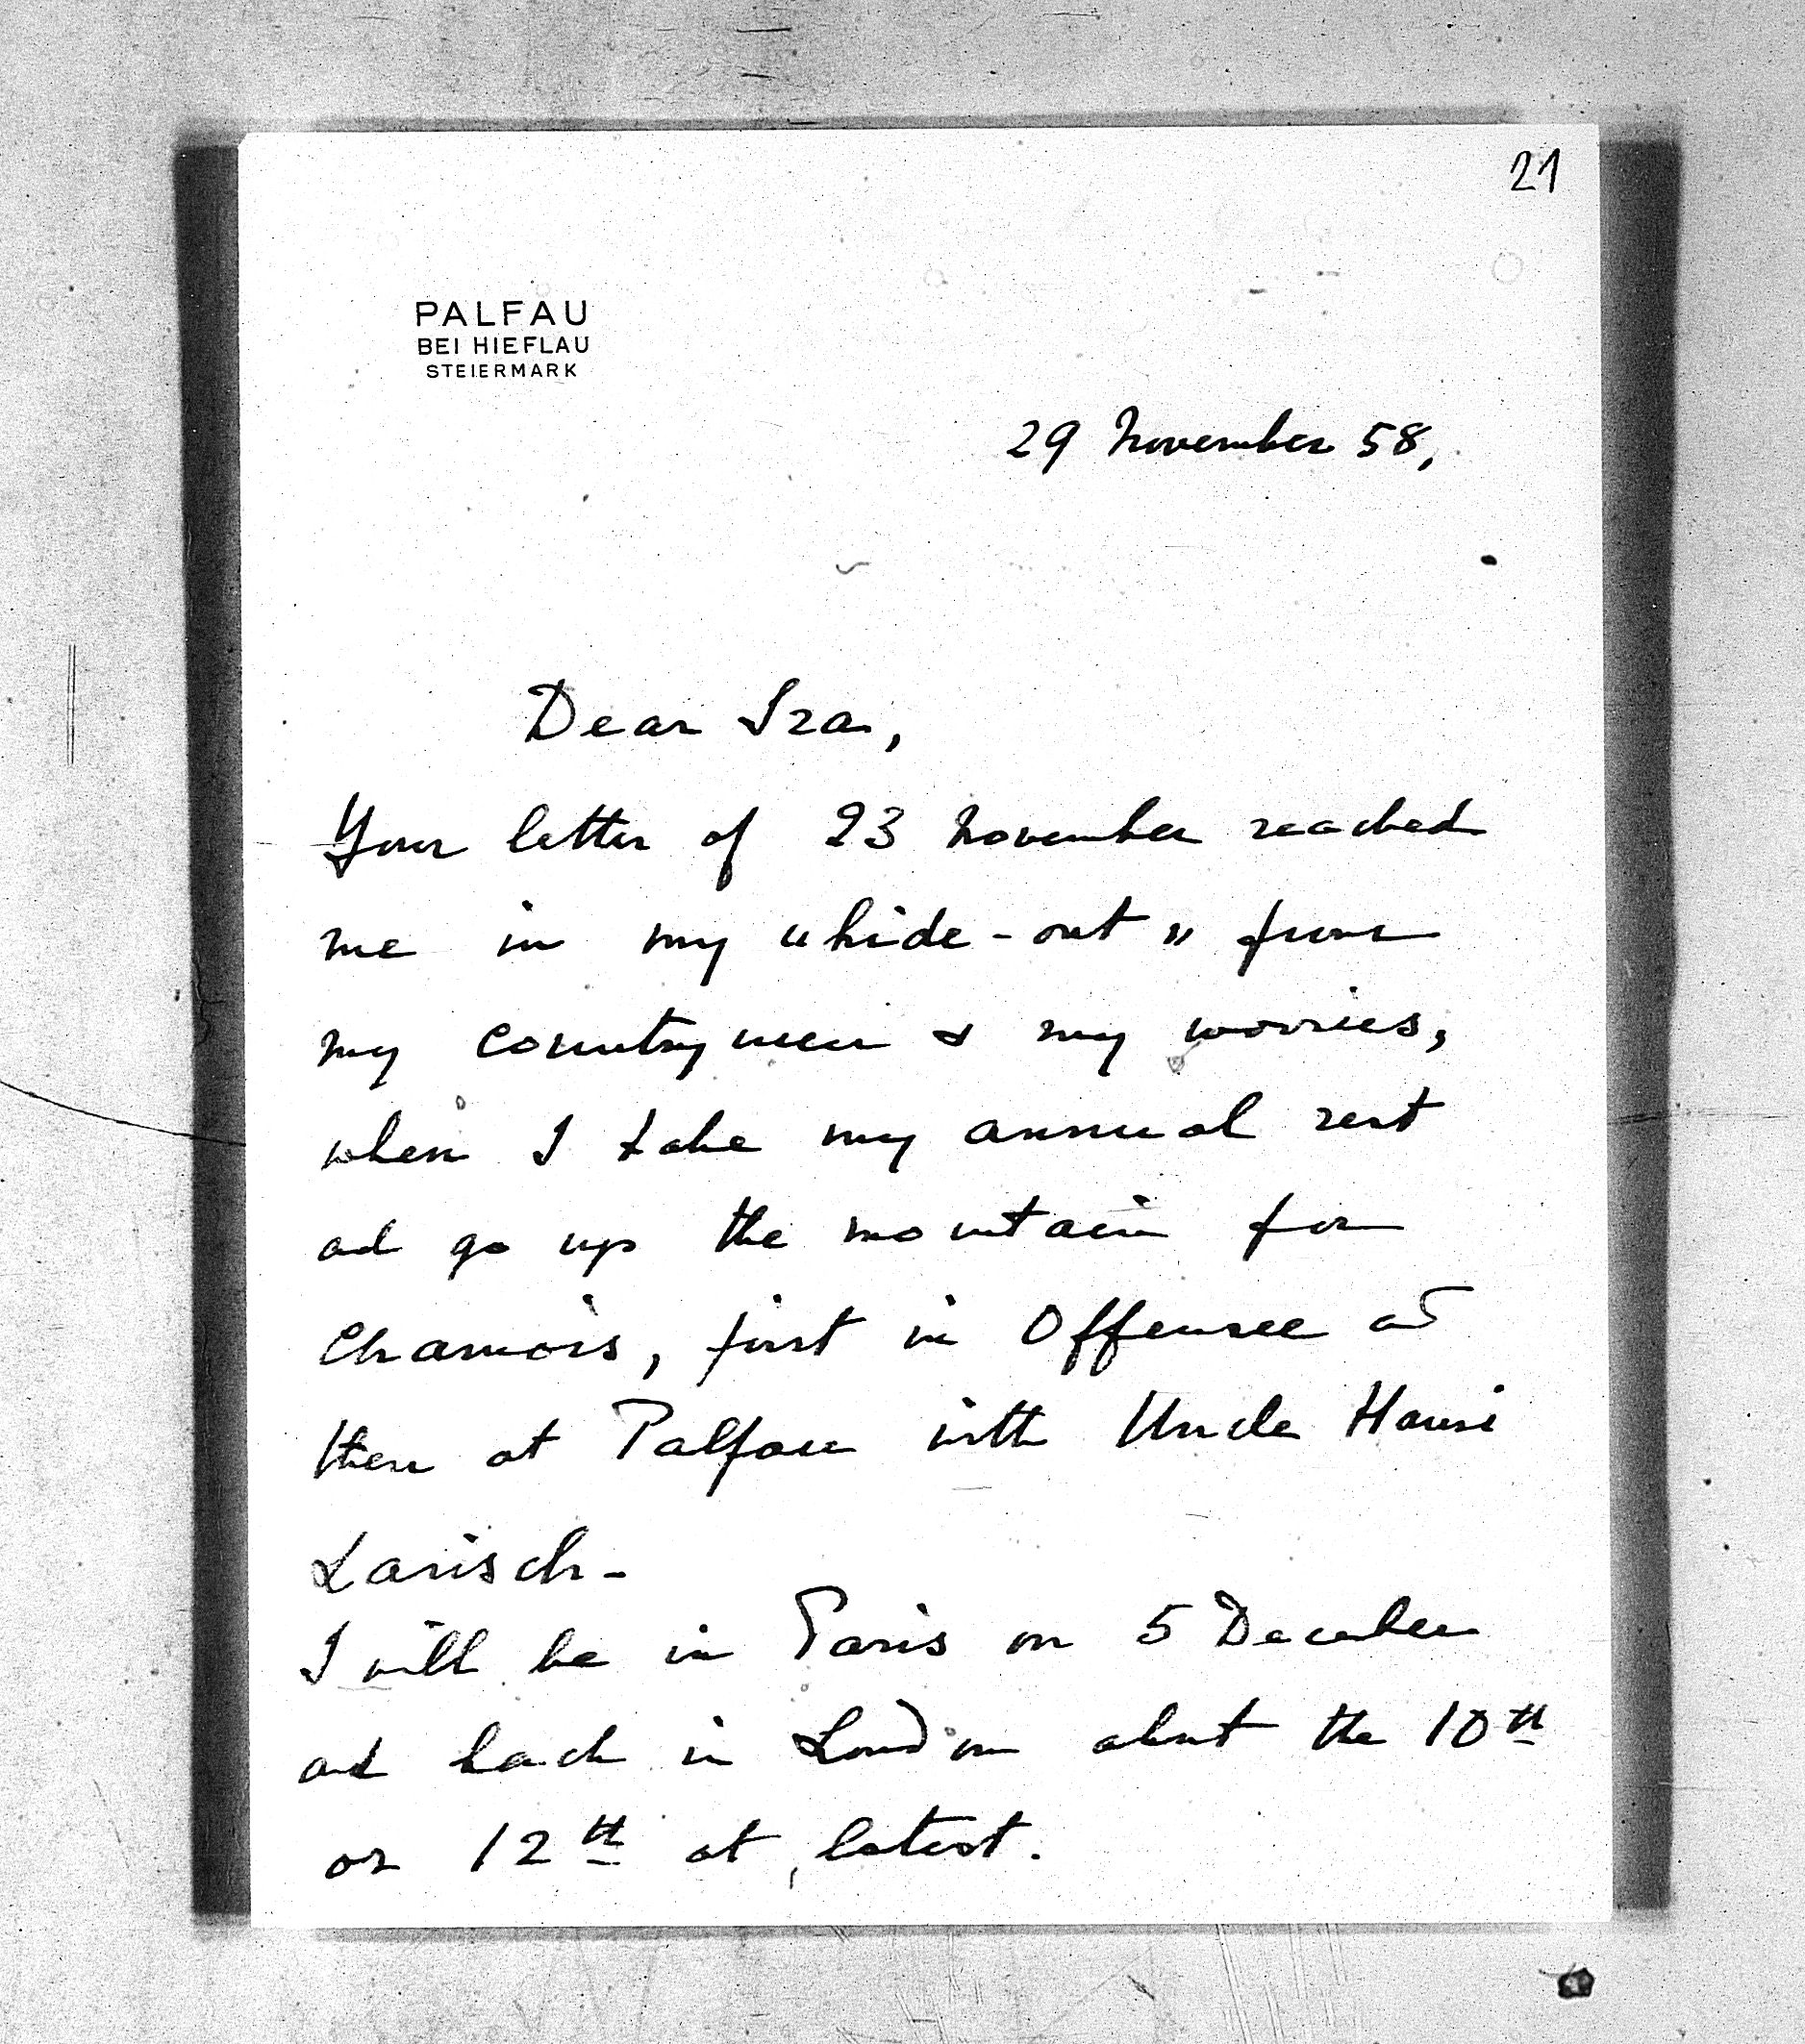 21
PALFAU
BEI HIEFLAU
STEIERMARK
29 November 58,
Dear Iza,
Your letter of 23 November reached
me in my "hide-out" from
my countrymen & my worries,
when I take my annual rest
ad go up the mountain for
Chamois, first in Offensee ad
then at Palfau with Uncle Hansi
Larisch -
I will be in Paris on 5 December
and back in London about the 10th
or 12th at latest.